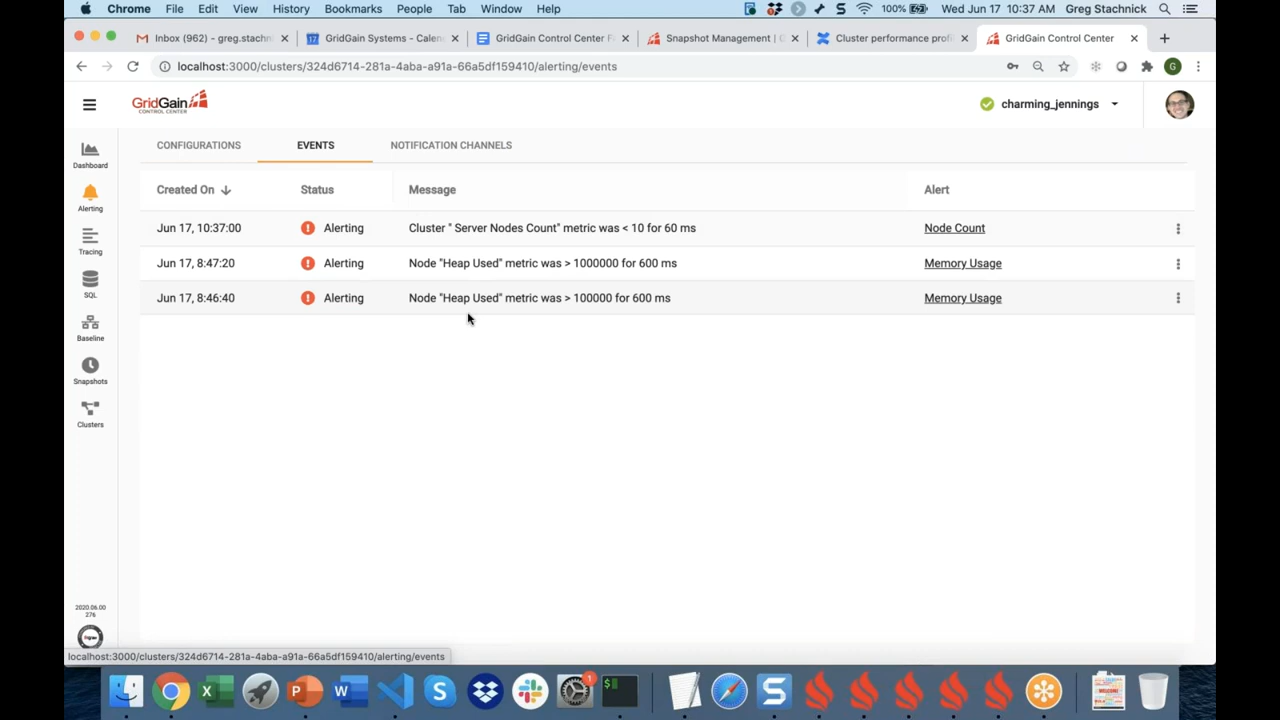 Chrome File Edit View History Bookmarks People Tab Window Help 100% Wed Jun 17 10:37 AM Greg Stachnick
Inbox (962) - greg.stachni
GridGain Systems - Calen
GridGain Control Center F
Snapshot Management | G
Cluster performance profi
GridGain Control Center
localhost:3000/clusters/324d6714-281a-4aba-a91a-66a5df159410/alerting/events
GridGain
CONTROL CENTER
charming_jennings
G
Dashboard
Alerting
Tracing
SQL
Baseline
Snapshots
Clusters
2020.06.00
276
CONFIGURATIONS EVENTS NOTIFICATION CHANNELS
Created On Status Message Alert
Jun 17, 10:37:00 Alerting Cluster " Server Noe​s Count" metric was < 10 for 60 ms Node Count
Jun 17, 8:47:20 Alerting Node "Heap Used" metric was > 1000000 for 600 ms Memory Usage
Jun 17, 8:46:40 Alerting Node "Heap Used" metric was > 100000 for 600 ms Memory Usage
localhost:3000/clusters/324d6714-281a-4aba-a91a-66a5df159410/alerting/events